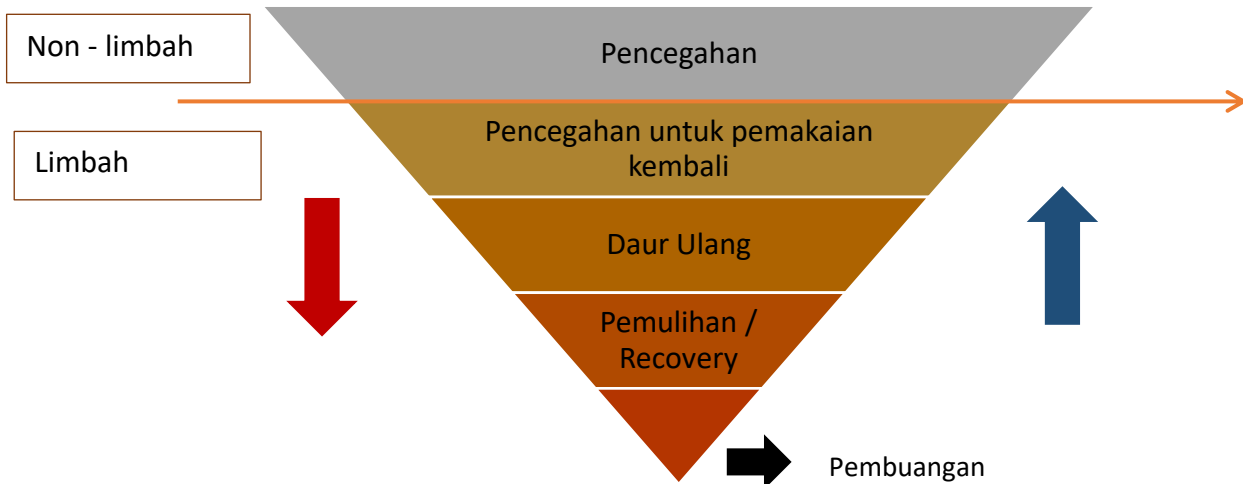 Non - limbah
Pencegahan
Pencegahan untuk pemakaian
kembali
Limbah
Daur Ulang
Pemulihan /
Recovery
Pembuangan